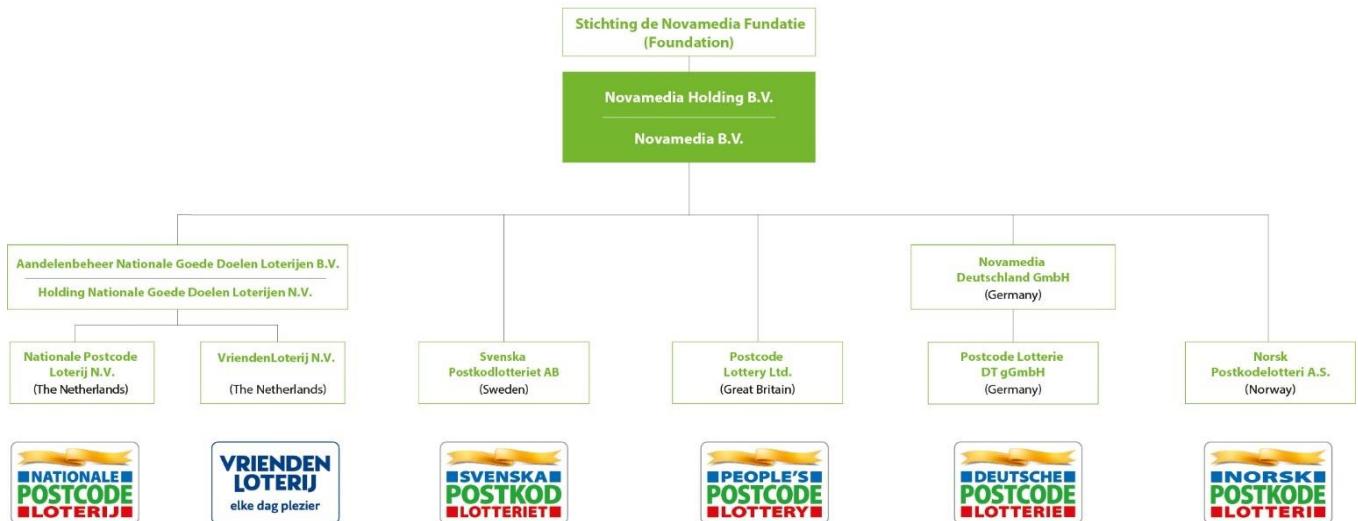 Stichting de Novamedia Fundatie
(Foundation)
Novamedia Holding B.V.
Novamedia B.V.
Aandelenbeheer Nationale Goede Doelen Loterijen B.V.
Holding Nationale Goede Doelen Loterijen N.V.
Novamedia
Deutschland GmbH
(Germany)
Nationale Postcode
Loterij N.V.
(The Netherlands)
VriendenLoterij N.V.
(The Netherlands)
Svenska
Postkodlotteriet AB
(Sweden)
Postcode
Lottery Ltd.
(Great Britain)
Postcode Lotterie
DT gGmbH
(Germany)
Norsk
Postkodelotteri A.S.
(Norway)
NATIONALE
POSTCODE
LOTERIJ
VRIENDEN
LOTERIJ
elke dag plezier
SVENSKA
POSTKOD
LOTTERIET
PEOPLE'S
POSTCODE
LOTTERY
DEUTSCHE
POSTCODE
LOTTERIE
NORSK
POSTKODE
LOTTERI